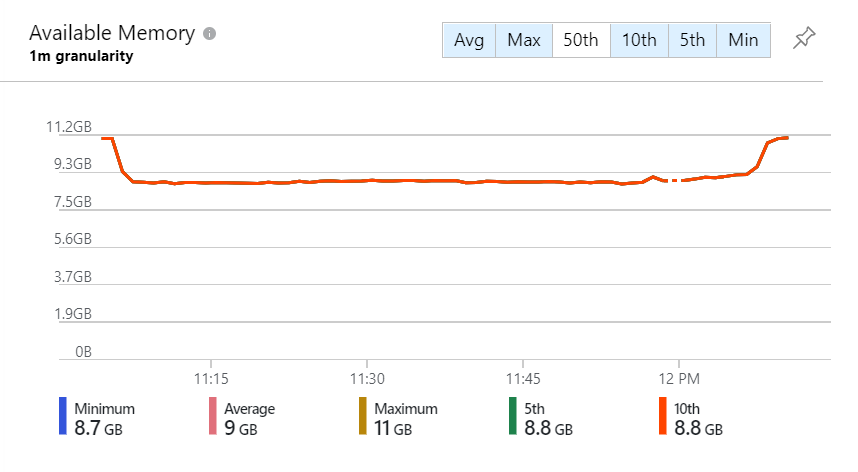 Available Memory
1m granularity
Avg Max 50th 10th 5th Min
11.2GB
9.3GB
7.5GB
5.6GB
3.7GB
1.9GB
0B
11:15 11:30 11:45 12 PM
Minimum Average Maximum 5th 10th
8.7 GB 9 GB 11 GB 8.8 GB 8.8 GB